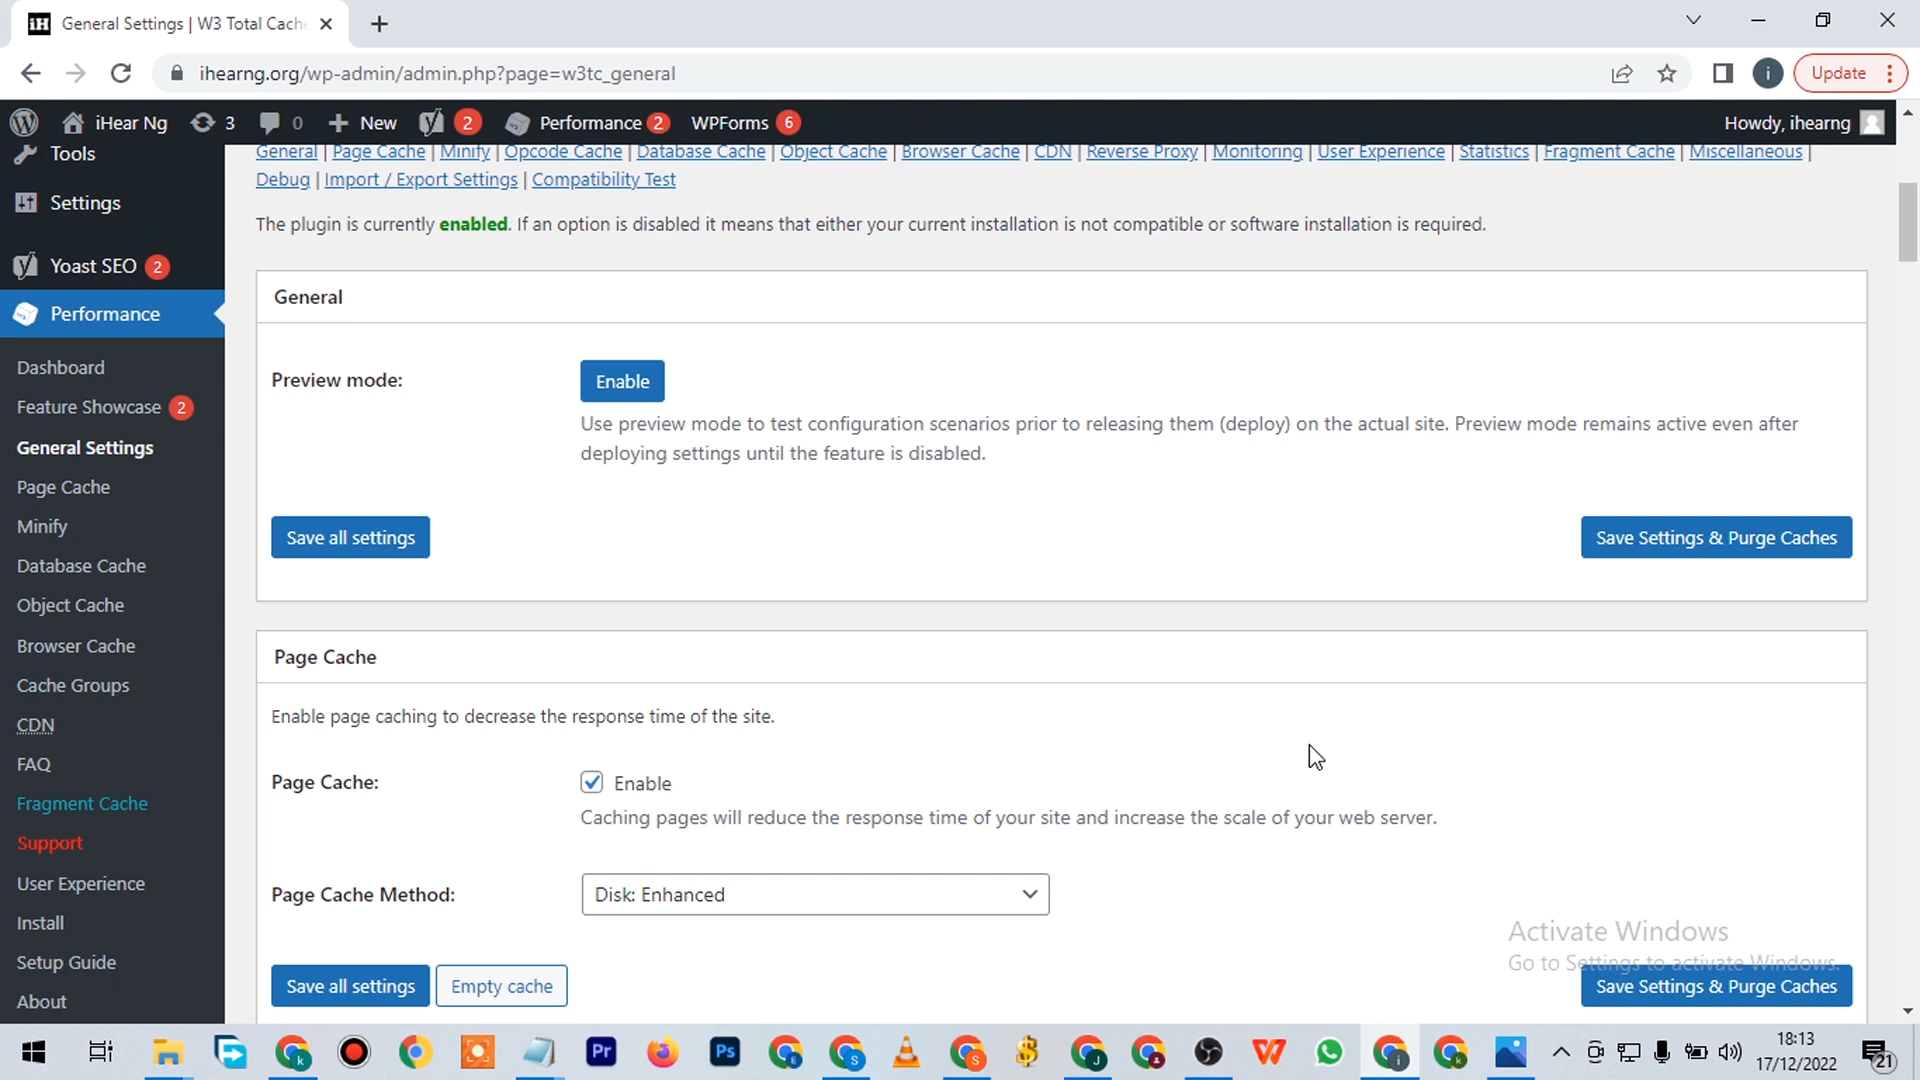 General Settings | W3 Total Cache
ihearng.org/wp-admin/admin.php?page=w3tc_general
Update
iHear Ng
3
0
New
2
Performance 2
WPForms 6
Howdy, ihearng
Tools
Settings
Yoast SEO 2
Performance
Dashboard
Feature Showcase 2
General Settings
Page Cache
Minify
Database Cache
Object Cache
Browser Cache
Cache Groups
CDN
FAQ
Fragment Cache
Support
User Experience
Install
Setup Guide
About
General | Page Cache | Minify | Opcode Cache | Database Cache | Object Cache | Browser Cache | CDN | Reverse Proxy | Monitoring | User Experience | Statistics | Fragment Cache | Miscellaneous |
Debug | Import / Export Settings | Compatibility Test
The plugin is currently enabled. If an option is disabled it means that either your current installation is not compatible or software installation is required.
General
Preview mode:
Enable
Use preview mode to test configuration scenarios prior to releasing them (deploy) on the actual site. Preview mode remains active even after
deploying settings until the feature is disabled.
Save all settings
Save Settings & Purge Caches
Page Cache
Enable page caching to decrease the response time of the site.
Page Cache:
Enable
Caching pages will reduce the response time of your site and increase the scale of your web server.
Page Cache Method:
Disk: Enhanced
Activate Windows
Go to Settings to activate Windows.
Save all settings
Empty cache
Save Settings & Purge Caches
18:13
17/12/2022
21